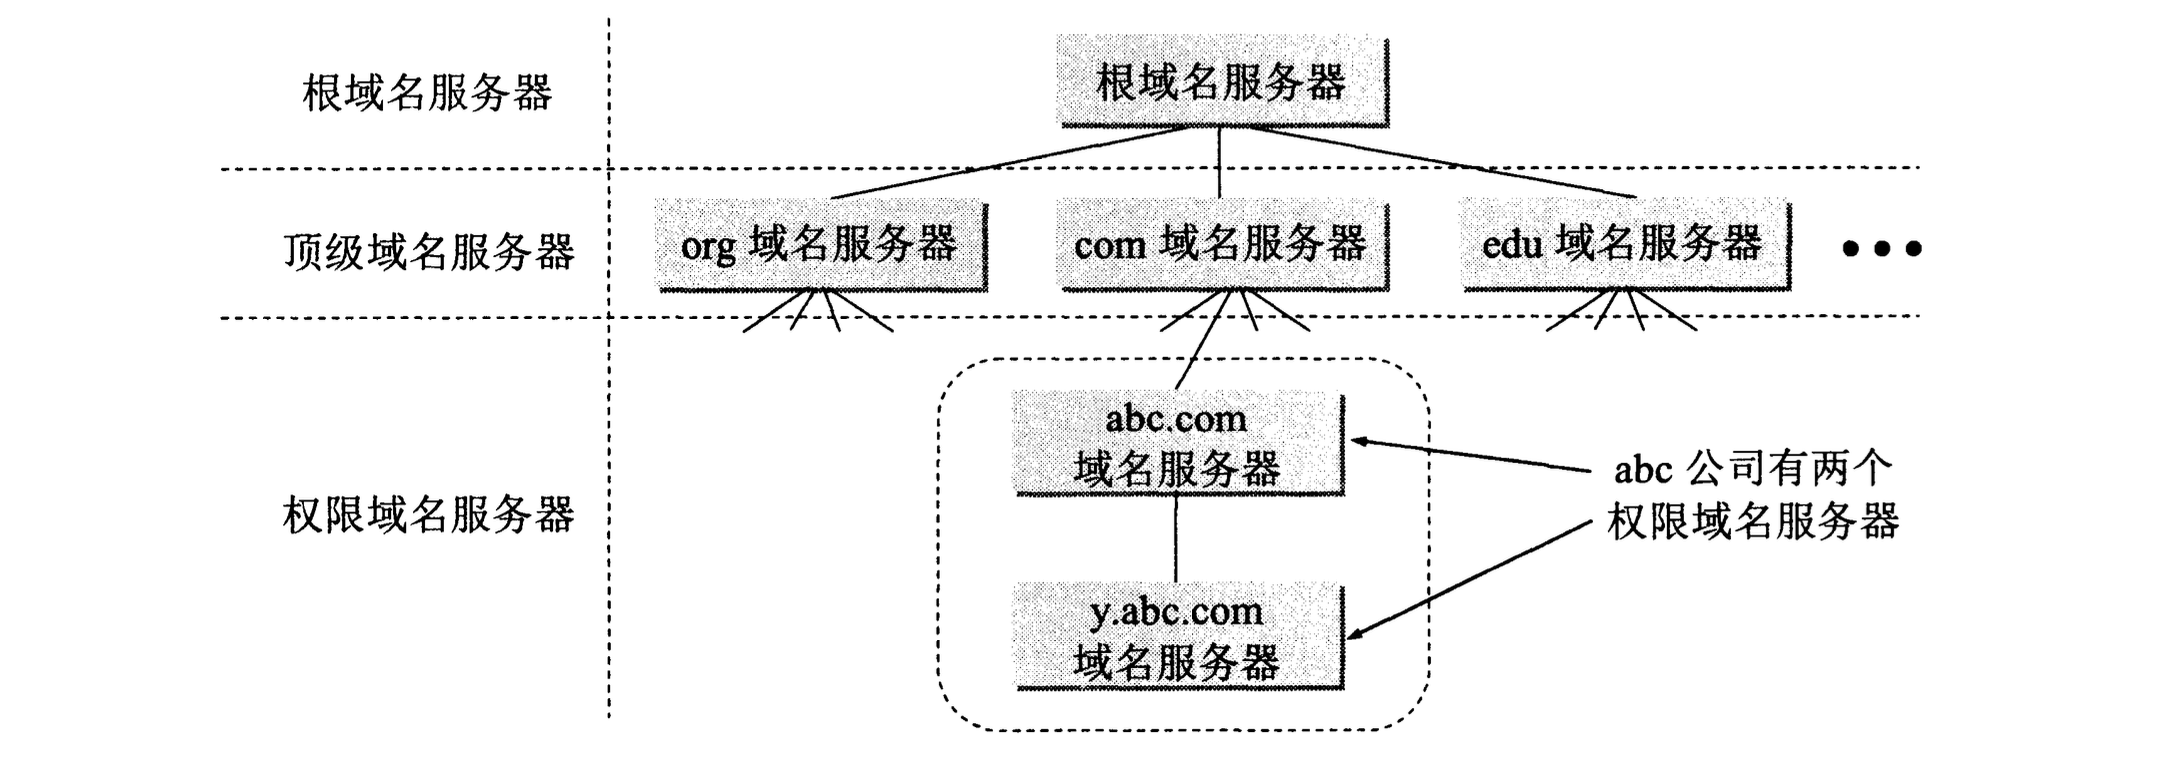 根域名服务器
根域名服务器
顶级域名服务器
org 域名服务器
com 域名服务器
edu 域名服务器
权限域名服务器
abc.com
域名服务器
abc 公司有两个
权限域名服务器
y.abc.com
域名服务器